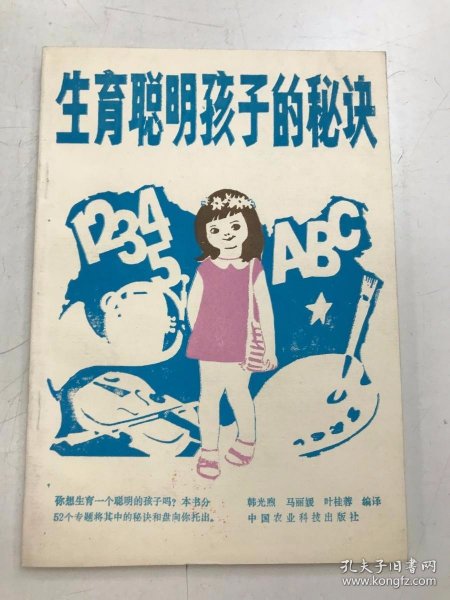 生育聪明孩子的秘诀
1234
5
ABC
你想生育一个聪明的孩子吗？本书分
52个专题将其中的秘诀和盘向你托出。
韩光煦 马丽媛 叶桂蓉 编译
中国农业科技出版社
孔夫子旧书网
www.kongfz.com